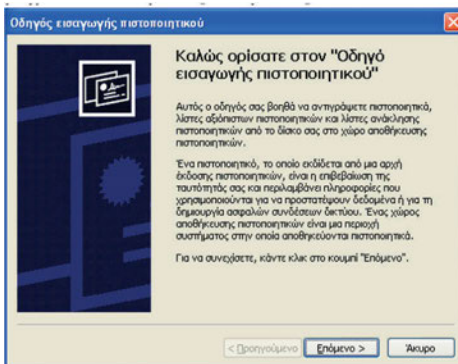 Οδηγός εισαγωγής πιστοποιητικού
Καλώς ορίσατε στον "Οδηγό
εισαγωγής πιστοποιητικού"
Αυτός ο οδηγός σας βοηθά να αντιγράψετε πιστοποιητικά,
λίστες αξιόπιστων πιστοποιητικών και λίστες ανάκλησης
πιστοποιητικών από το δίσκο σας στο χώρο αποθήκευσης
πιστοποιητικών.
Ένα πιστοποιητικό, το οποίο εκδίδεται από μια αρχή
έκδοσης πιστοποιητικών, είναι η επιβεβαίωση της
ταυτότητάς σας και περιλαμβάνει πληροφορίες που
χρησιμοποιούνται για να προστατέψουν δεδομένα ή για τη
δημιουργία ασφαλών συνδέσεων δικτύου. Ένας χώρος
αποθήκευσης πιστοποιητικών είναι μια περιοχή
συστήματος στην οποία αποθηκεύονται πιστοποιητικά.
Για να συνεχίσετε, κάντε κλικ στο κουμπί "Επόμενο".
< Προηγούμενο Επόμενο > Άκυρο